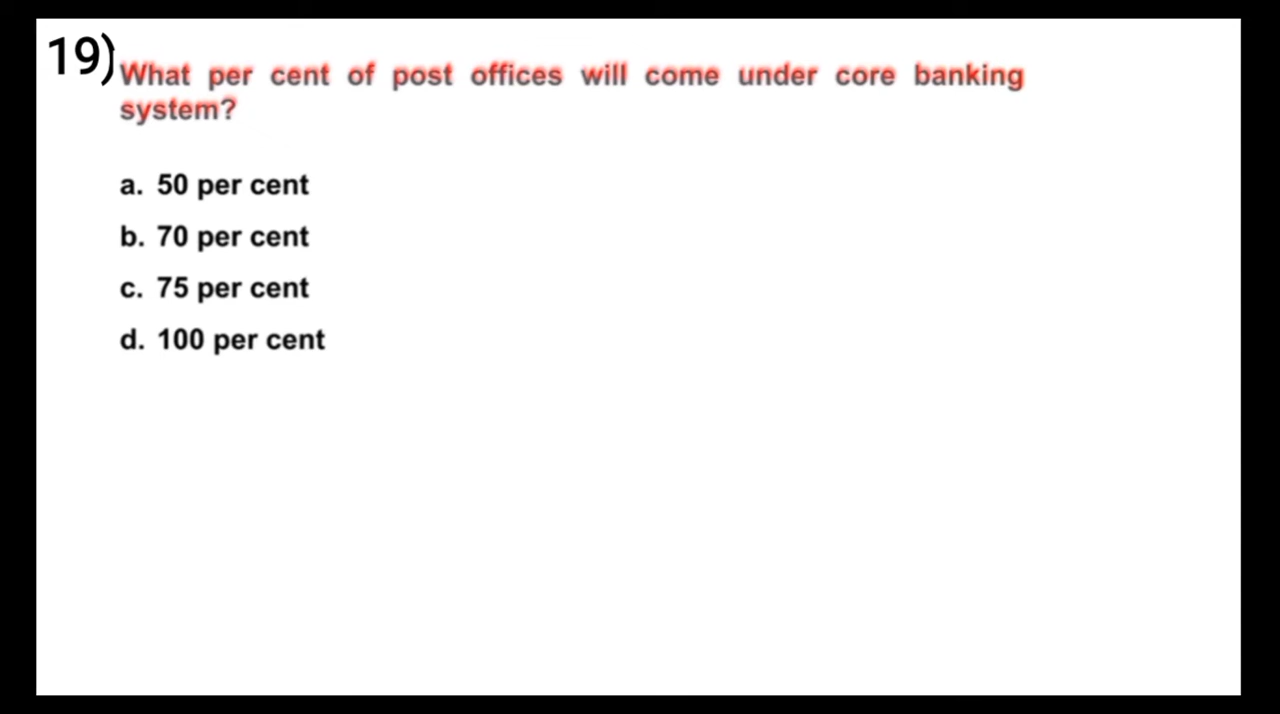 19) What per cent of post offices will come under core banking
system?
a. 50 per cent
b. 70 per cent
c. 75 per cent
d. 100 per cent